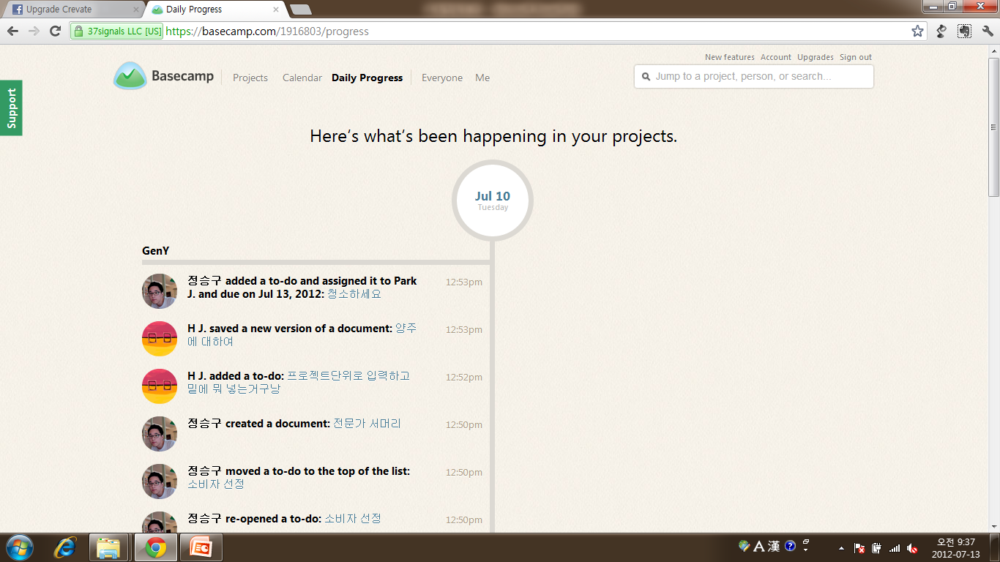 Upgrade Crevate
Daily Progress
37signals LLC [US]
https://basecamp.com/1916803/progress
New features Account Upgrades Sign out
Basecamp
Projects Calendar Daily Progress Everyone Me
Jump to a project, person, or search...
Support
Here's what's been happening in your projects.
Jul 10
Tuesday
GenY
정승구 added a to-do and assigned it to Park 12:53pm
J. and due on Jul 13, 2012: 청소하세요
H J. saved a new version of a document: 양주 12:53pm
에 대하여
H J. added a to-do: 프로젝트단위로 입력하고 12:52pm
밑에 뭐 넣는거구낭
정승구 created a document: 전문가 서머리 12:50pm
정승구 moved a to-do to the top of the list: 12:50pm
소비자 선정
정승구 re-opened a to-do: 소비자 선정 12:50pm
A 漢
오전 9:37
2012-07-13